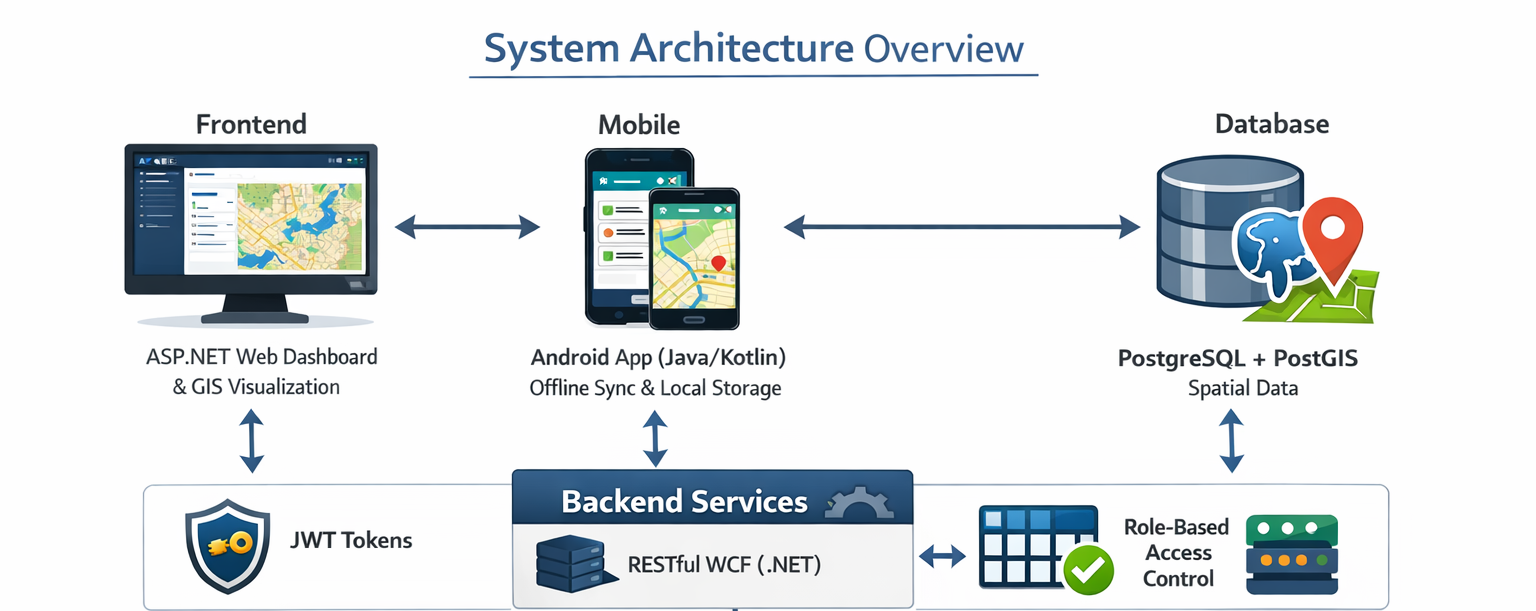 System Architecture Overview
Frontend
Mobile
Database
ASP.NET Web Dashboard
& GIS Visualization
Android App (Java/Kotlin)
Offline Sync & Local Storage
PostgreSQL + PostGIS
Spatial Data
JWT Tokens
Backend Services
RESTful WCF (.NET)
Role-Based
Access
Control